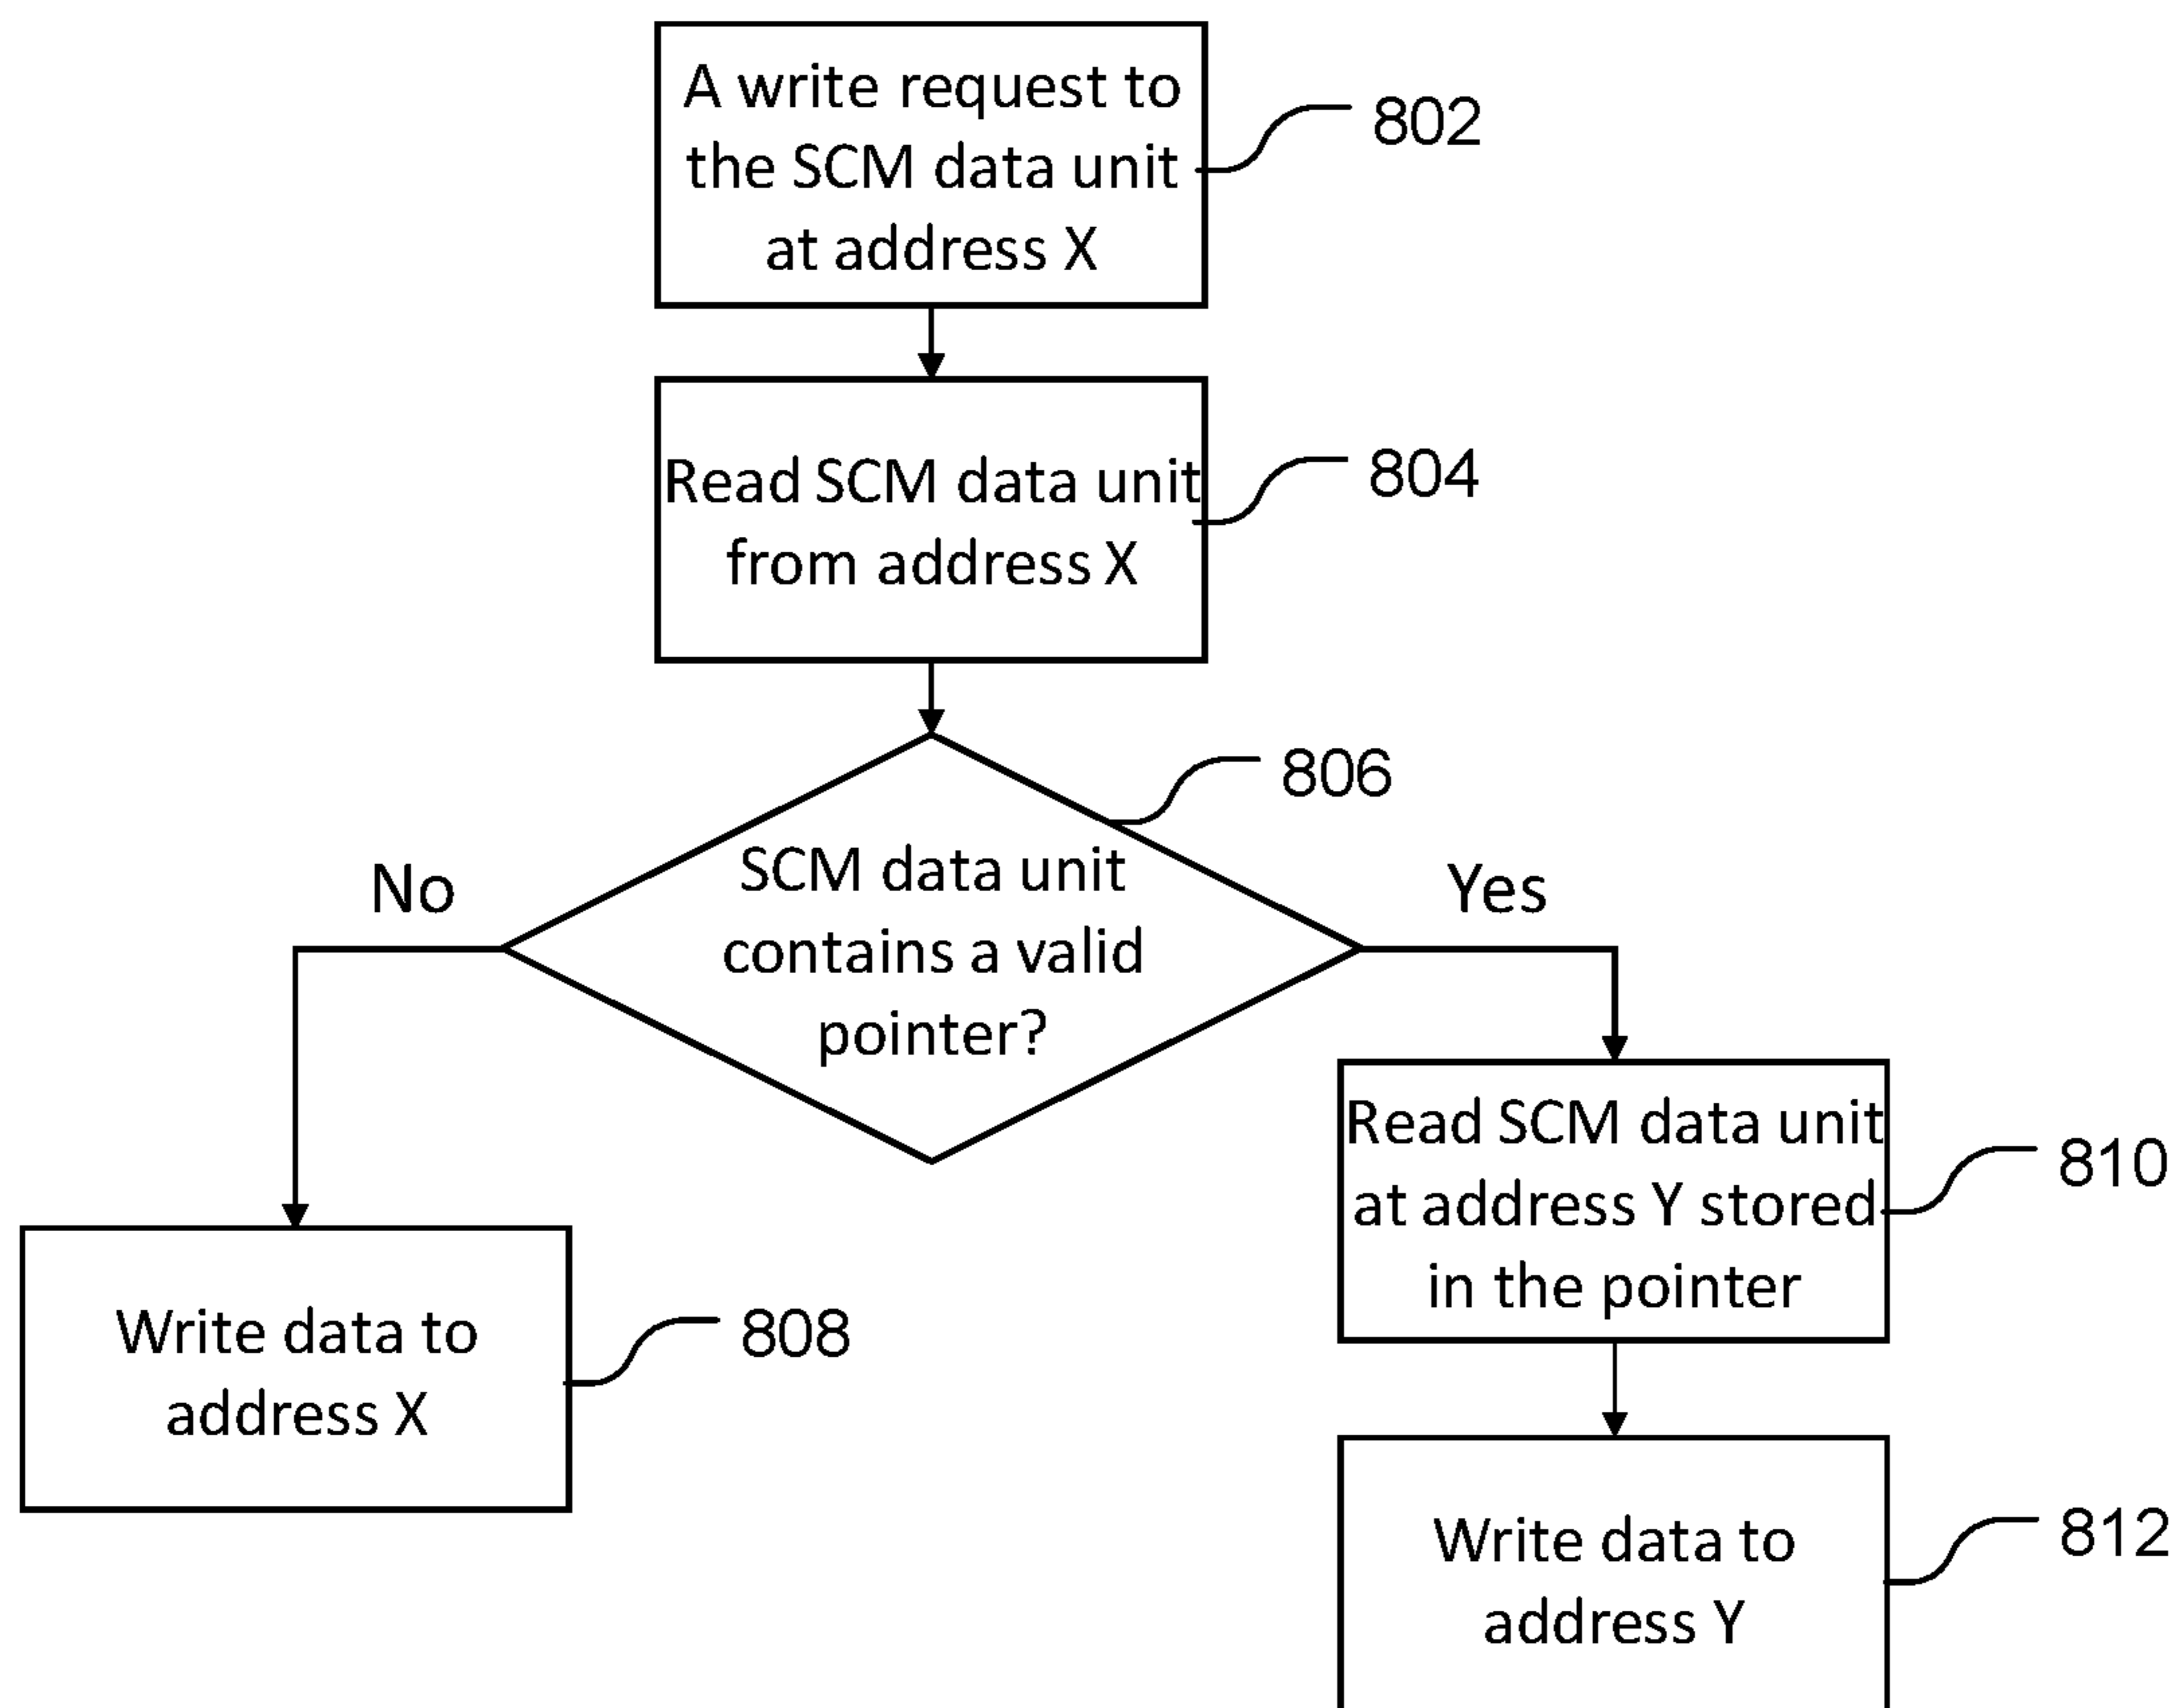 A write request to
the SCM data unit
at address X
802
Read SCM data unit
from address X
804
806
SCM data unit
contains a valid
pointer?
No
Yes
Read SCM data unit
at address Y stored
in the pointer
810
Write data to
address X
808
Write data to
address Y
812